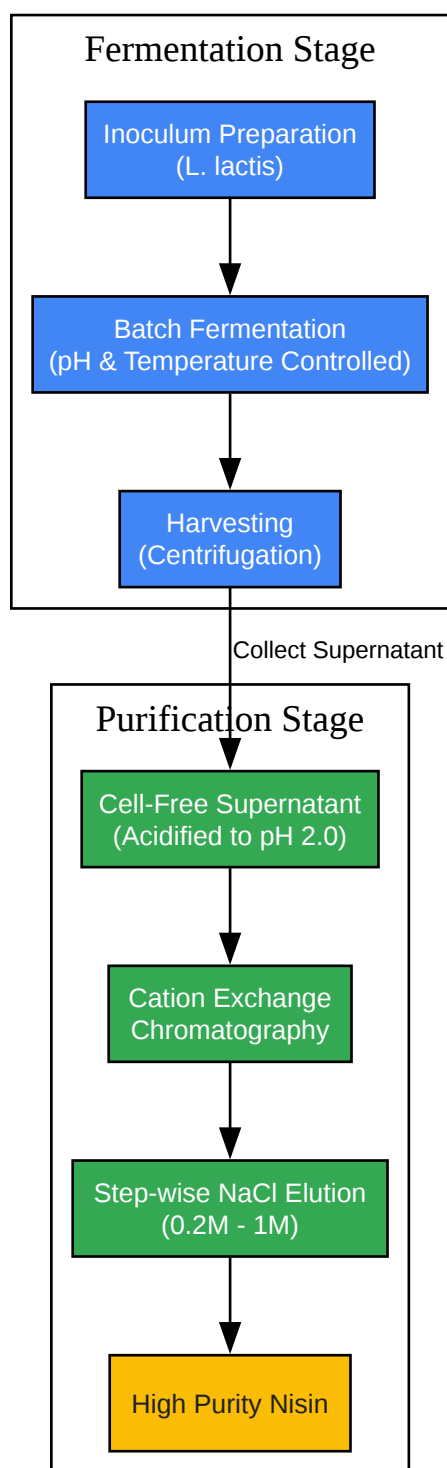 Fermentation Stage
Inoculum Preparation
(L. lactis)
Batch Fermentation
(pH & Temperature Controlled)
Harvesting
(Centrifugation)
Collect Supernatant
Purification Stage
Cell-Free Supernatant
(Acidified to pH 2.0)
Cation Exchange
Chromatography
Step-wise NaCl Elution
(0.2M - 1M)
High Purity Nisin